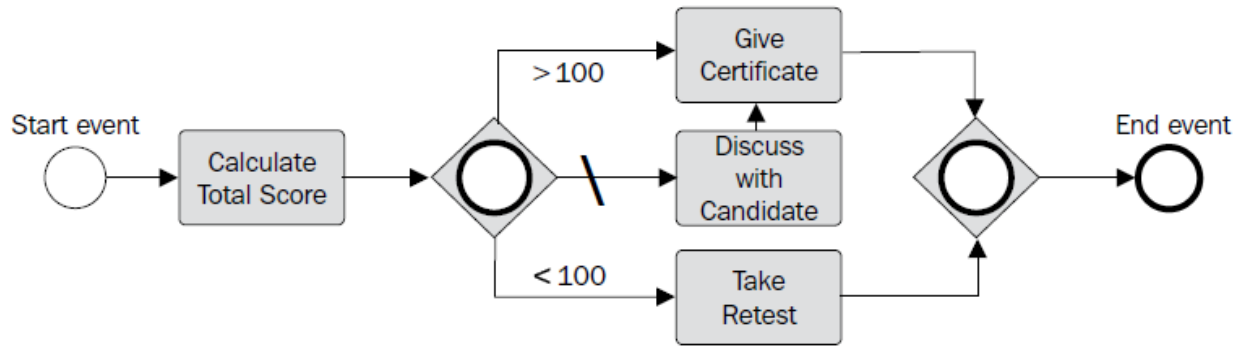 Give
Certificate
>100
Start event
End event
Calculate
Total Score
Discuss
with
Candidate
<100
Take
Retest